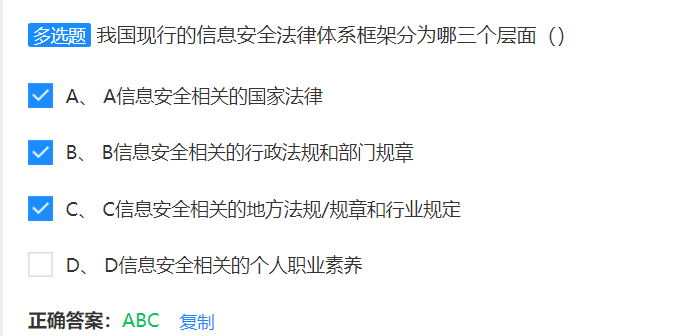 多选题 我国现行的信息安全法律体系框架分为哪三个层面（）
A、 A信息安全相关的国家法律
B、 B信息安全相关的行政法规和部门规章
C、 C信息安全相关的地方法规/规章和行业规定
D、 D信息安全相关的个人职业素养
正确答案：ABC 复制